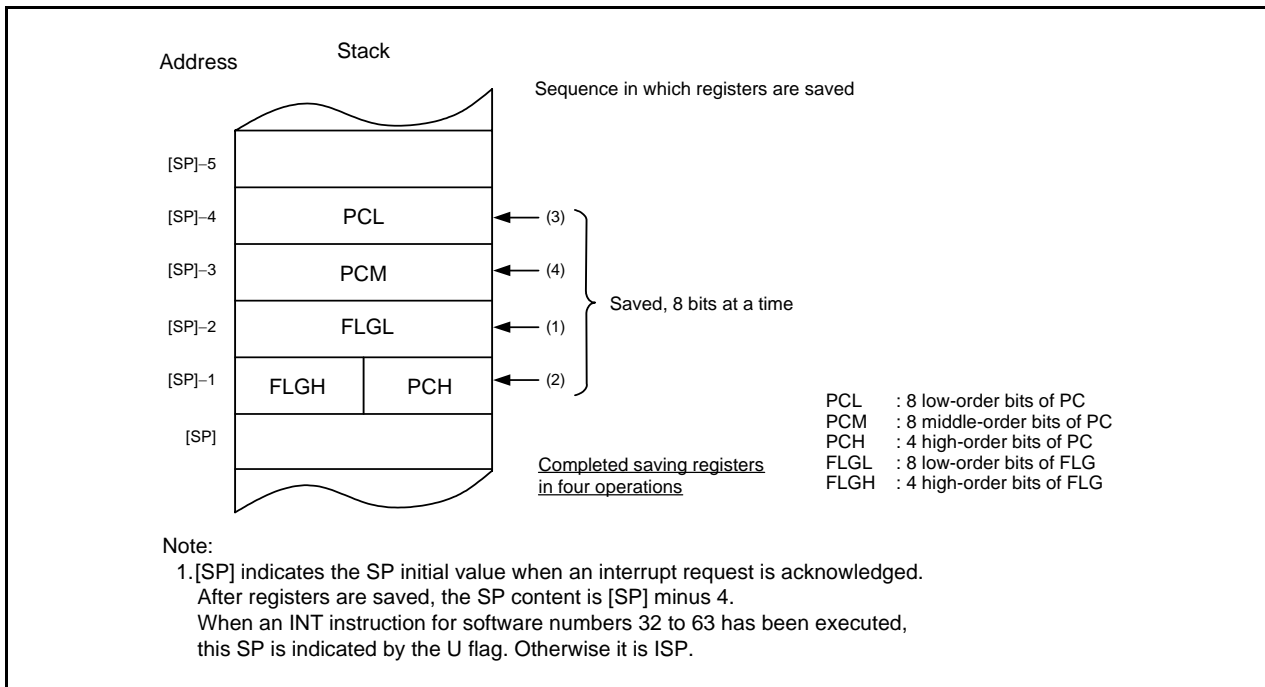 Stack
Address
Sequence in which registers are saved
[SP]−5
[SP]−4
PCL
(3)
[SP]−3
PCM
(4)
Saved, 8 bits at a time
[SP]−2
FLGL
(1)
[SP]−1
FLGH
PCH
(2)
[SP]
Completed saving registers
in four operations
PCL : 8 low-order bits of PC
PCM : 8 middle-order bits of PC
PCH : 4 high-order bits of PC
FLGL : 8 low-order bits of FLG
FLGH : 4 high-order bits of FLG
Note:
1.[SP] indicates the SP initial value when an interrupt request is acknowledged.
After registers are saved, the SP content is [SP] minus 4.
When an INT instruction for software numbers 32 to 63 has been executed,
this SP is indicated by the U flag. Otherwise it is ISP.